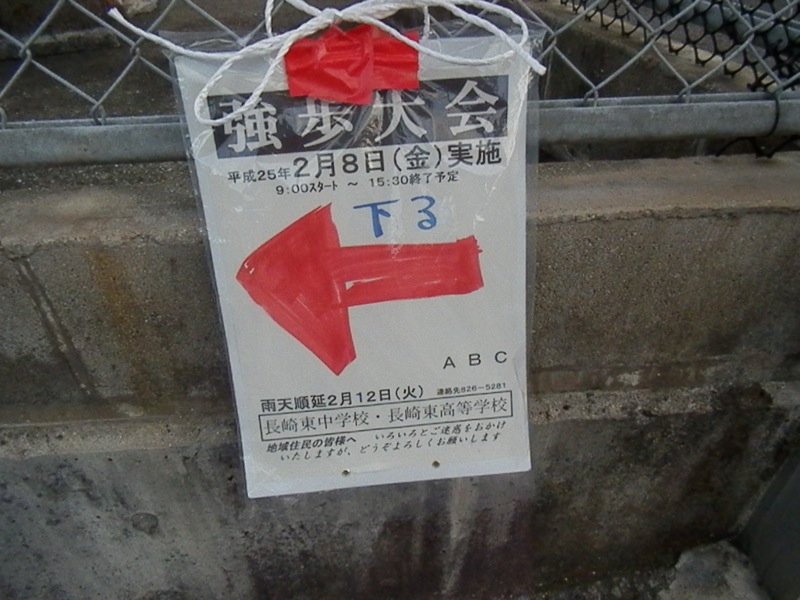 強歩大会
平成25年2月8日(金)実施
9:00スタート ～ 15:30終了予定
下る
A B C
雨天順延2月12日(火) 連絡先826-5281
長崎東中学校・長崎東高等学校
地域住民の皆様へ いろいろとご迷惑をおかけ
いたしますが、どうぞよろしくお願いします